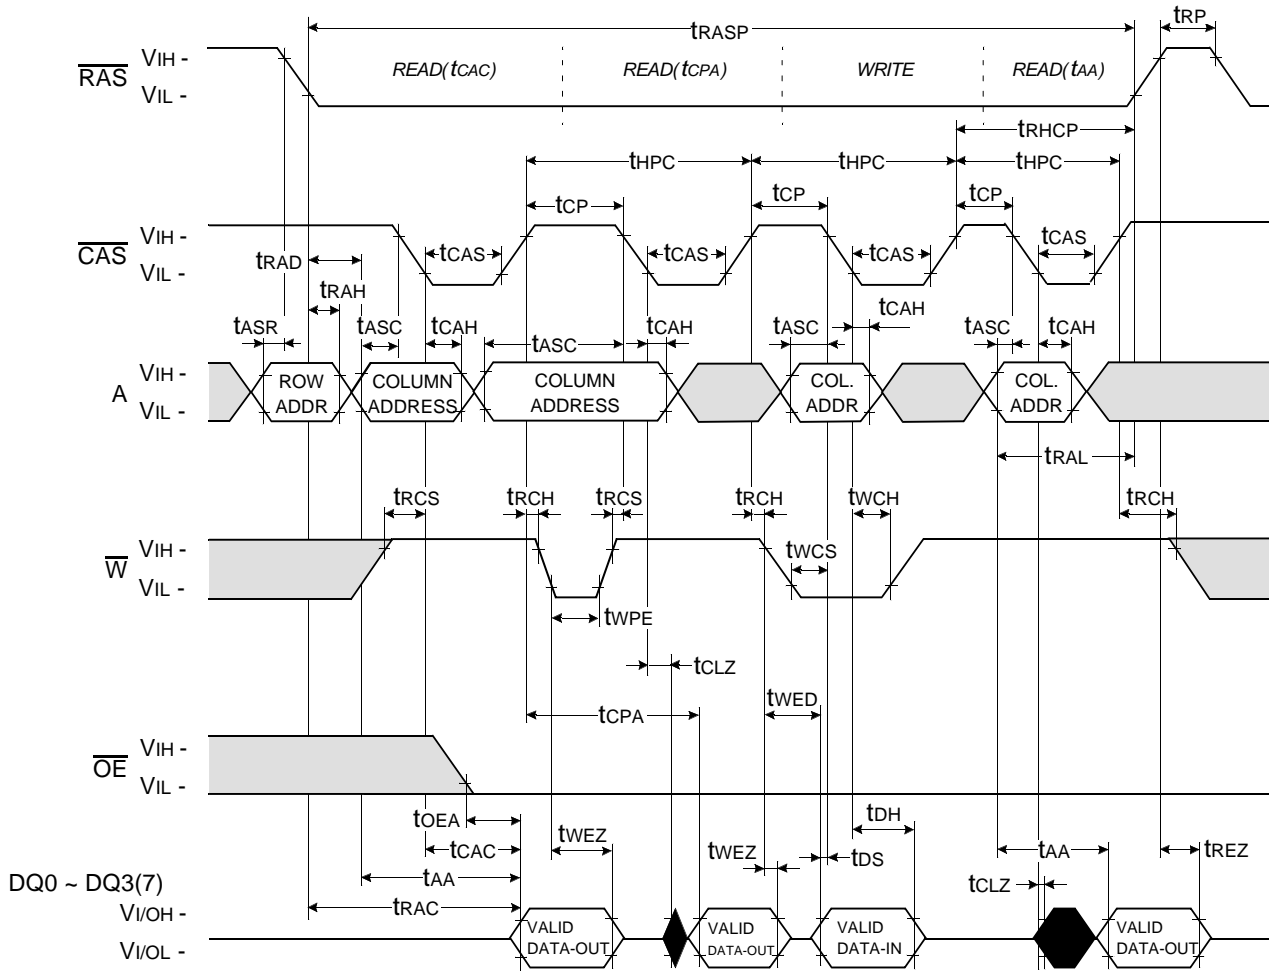 tRASP
tRP
VIH -
RAS
VIL -
READ(tCAC)
READ(tCPA)
WRITE
READ(tAA)
tRHCP
tHPC
tHPC
tHPC
tCP
tCP
tCP
VIH -
CAS
VIL -
tCAS
tCAS
tCAS
tCAS
tRAD
tRAH
tASR
tASC
tCAH
tASC
tCAH
tASC
tCAH
tASC
tCAH
VIH -
A
VIL -
ROW
ADDR
COLUMN
ADDRESS
COLUMN
ADDRESS
COL.
ADDR
COL.
ADDR
tRAL
tRCS
tRCH
tRCS
tRCH
tWCH
tRCH
VIH -
W
VIL -
tWCS
tWPE
tCLZ
tWED
tCPA
VIH -
OE
VIL -
tOEA
tCAC
tWEZ
tWEZ
tDH
tDS
tAA
tREZ
tCLZ
tAA
tRAC
DQ0 ~ DQ3(7)
VI/OH -
VI/OL -
VALID
DATA-OUT
VALID
DATA-OUT
VALID
DATA-IN
VALID
DATA-OUT